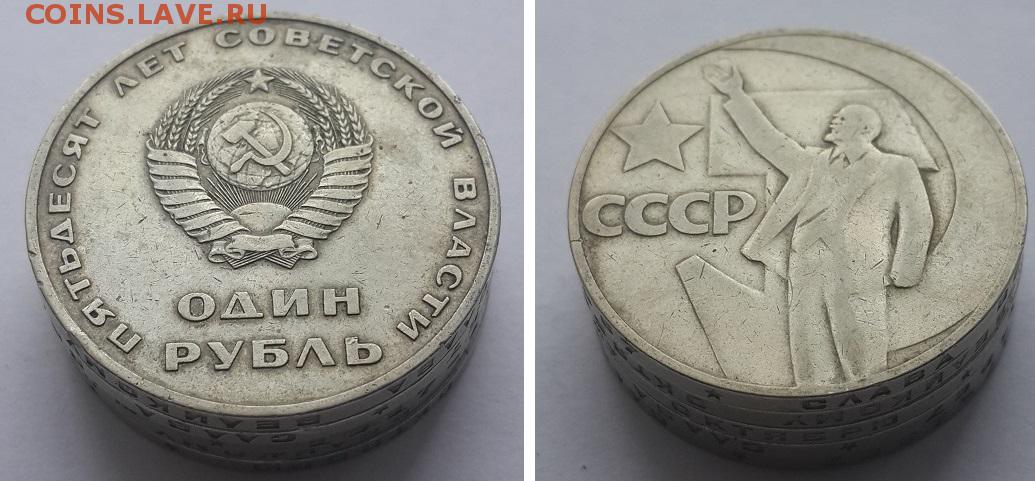 COINS.LAVE.RU
ПЯТЬДЕСЯТ ЛЕТ СОВЕТСКОЙ ВЛАСТИ
ОДИН
РУБЛЬ
СССР